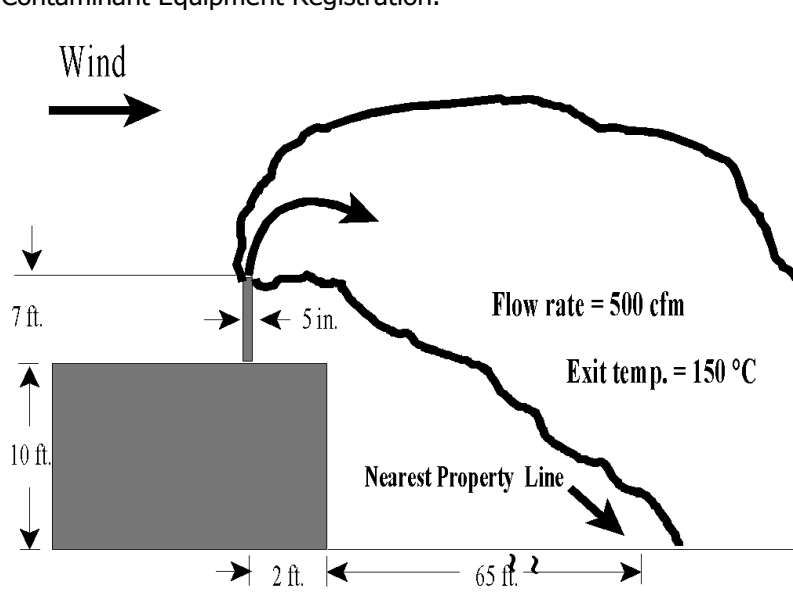 Contaminant Equipment Registration.
Wind
7 ft.
5 in.
Flow rate = 500 cfm
Exit temp. = 150 °C
10 ft.
Nearest Property Line
2 ft.
65 ft.